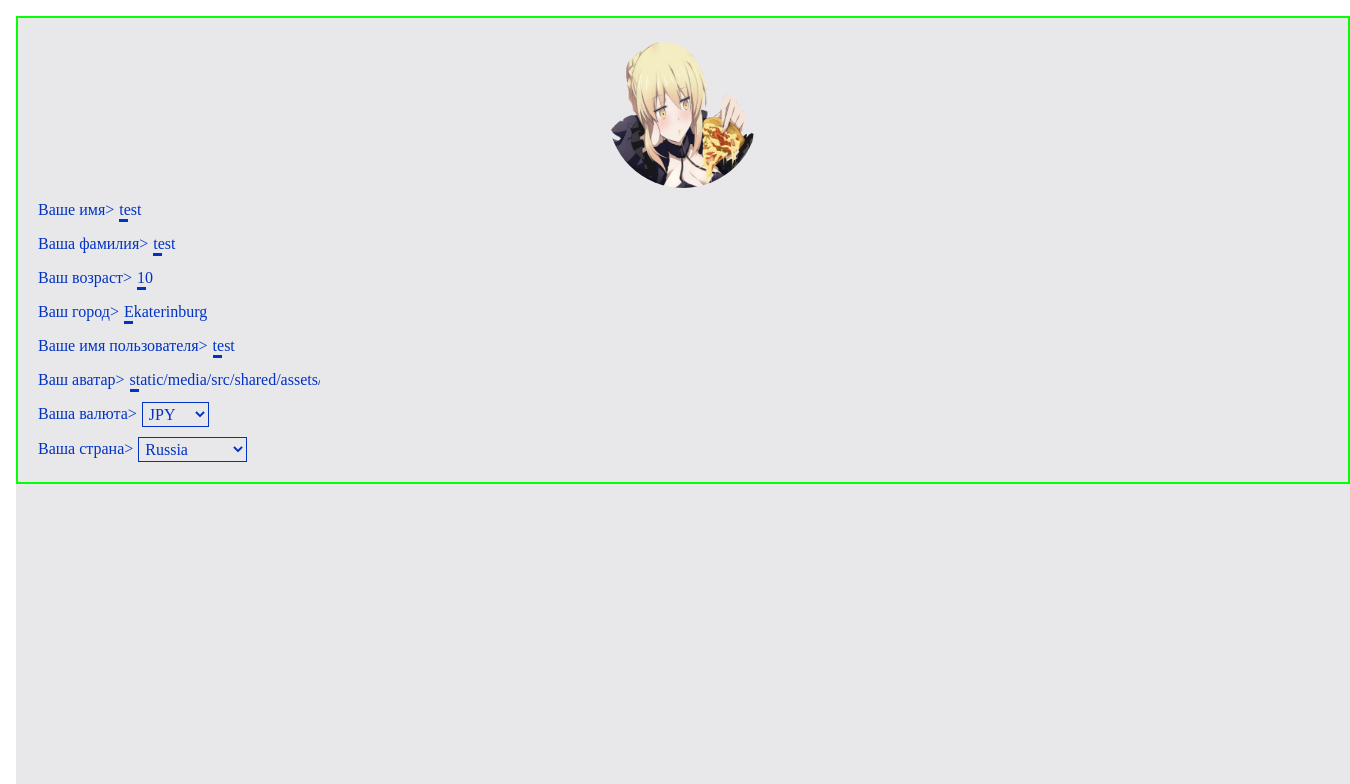 Ваше имя> test
Ваша фамилия> test
Ваш возраст> 10
Ваш город> Ekaterinburg
Ваше имя пользователя> test
Ваш аватар> static/media/src/shared/assets/
Ваша валюта> JPY
Ваша страна> Russia